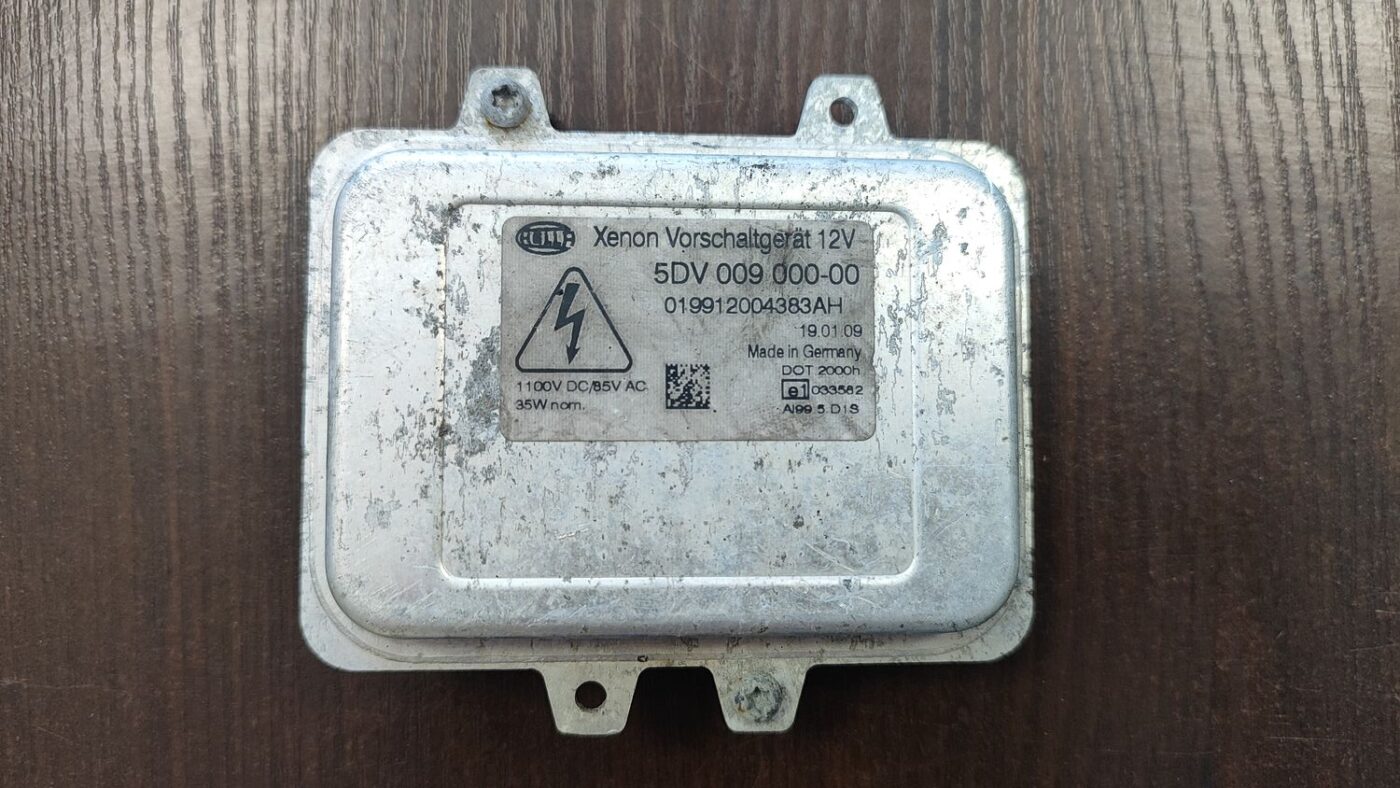 HELLA Xenon Vorschaltgerät 12V
5DV 009 000-00
019912004383AH
19.01.09
Made in Germany
DOT 2000h
1100V DC/85V AC e1 033582
35W nom. AI99.5 D1S